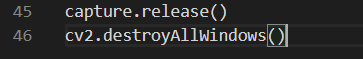 45 capture.release()
46 cv2.destroyAllWindows()